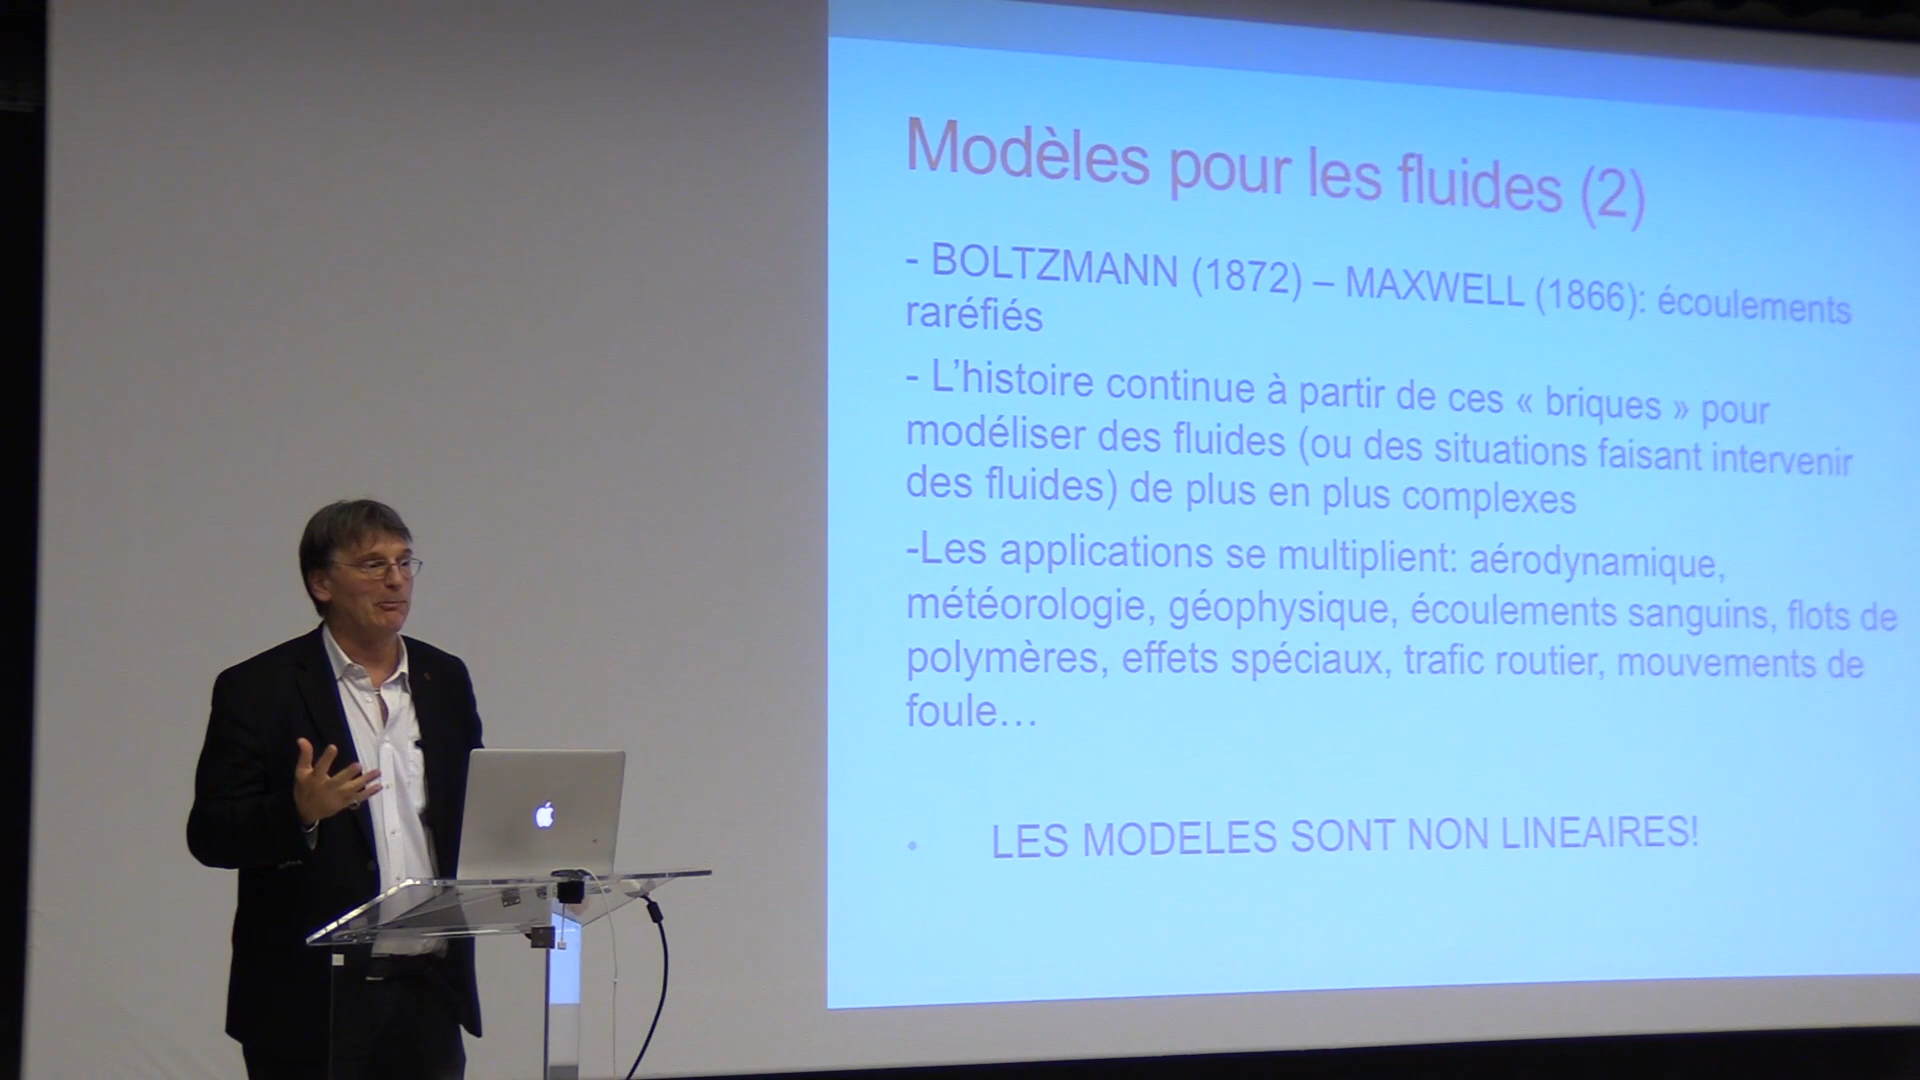 Modèles pour les fluides (2)
- BOLTZMANN (1872) – MAXWELL (1866): écoulements
raréfiés
- L'histoire continue à partir de ces « briques » pour
modéliser des fluides (ou des situations faisant intervenir
des fluides) de plus en plus complexes
-Les applications se multiplient: aérodynamique,
météorologie, géophysique, écoulements sanguins, flots de
polymères, effets spéciaux, trafic routier, mouvements de
foule…
• LES MODELES SONT NON LINEAIRES!